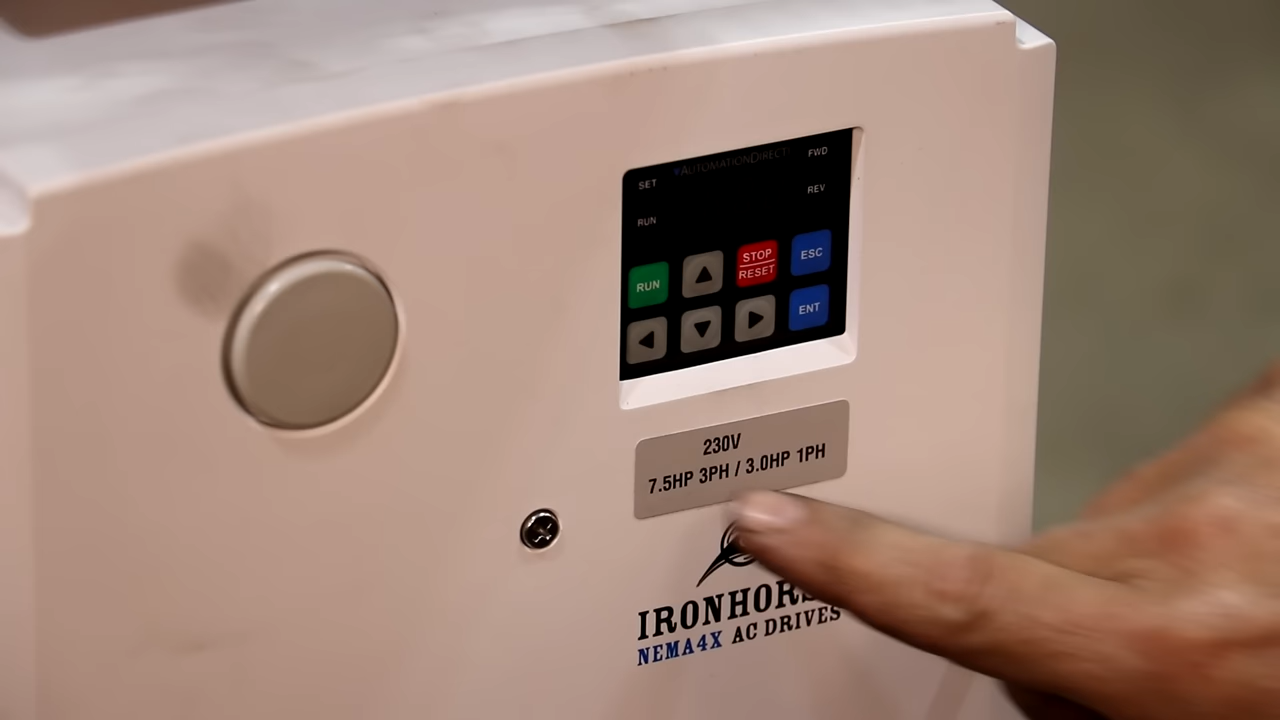 AUTOMATIONDIRECT
FWD
SET
REV
RUN
STOP
RESET
ESC
RUN
ENT
230V
7.5HP 3PH / 3.0HP 1PH
NEMA4X AC DRIVES